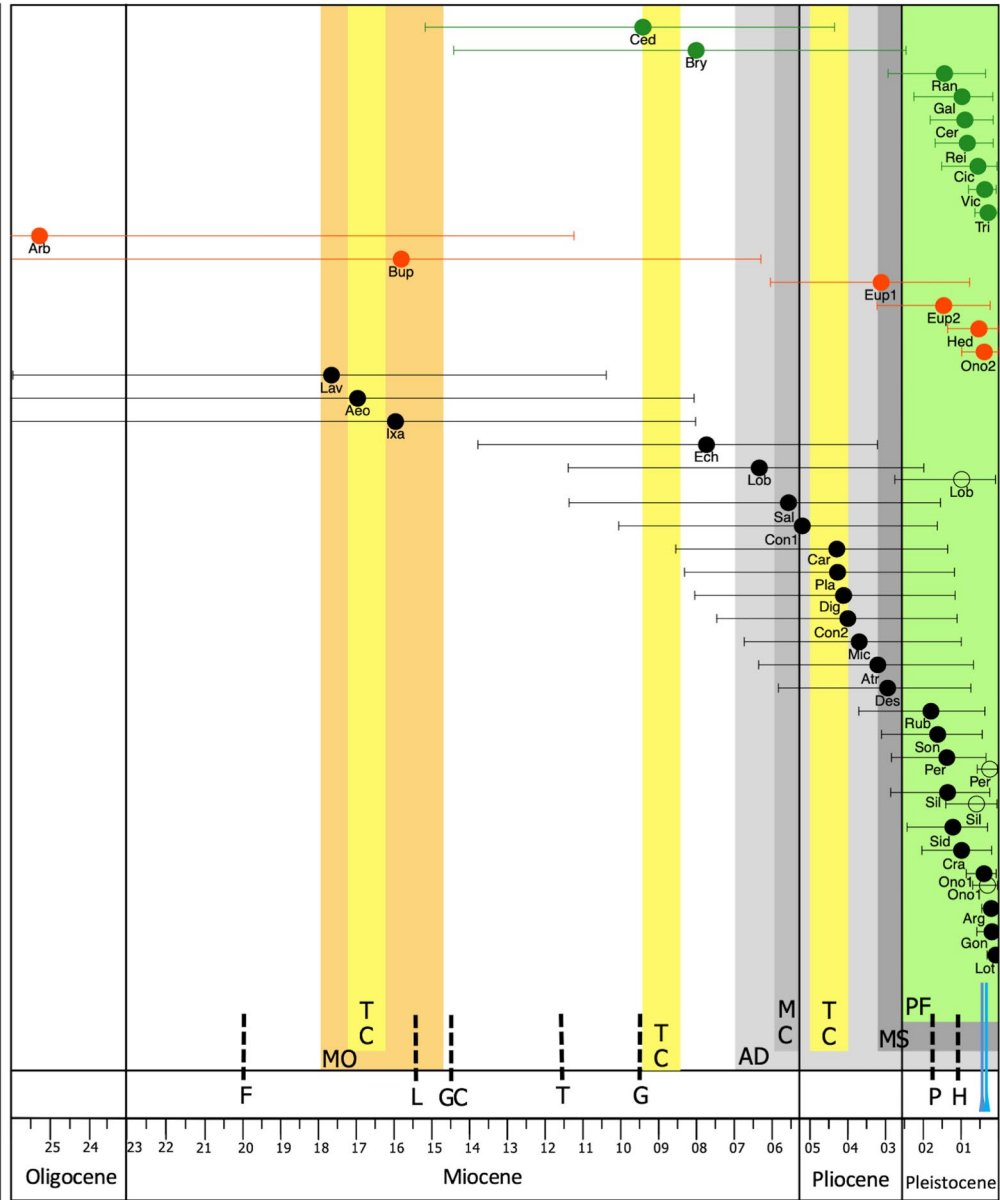 Ced
Bry
Ran
Gal
Cer
Rei
Cic
Vic
Tri
Arb
Bup
Eup1
Eup2
Hed
Ono2
Lav
Aeo
Ixa
Ech
Lob
Lob
Sal
Con1
Car
Pla
Dig
Con2
Mic
Atr
Des
Rub
Son
Per
Per
Sil
Sil
Sid
Cra
Ono1
Ono1
Arg
Gon
Lot
MO
TC
TC
AD
MC
TC
MS
PF
F L GC T G P H
25 24 23 22 21 20 19 18 17 16 15 14 13 12 11 10 09 08 07 06 05 04 03 02 01
Oligocene Miocene Pliocene Pleistocene